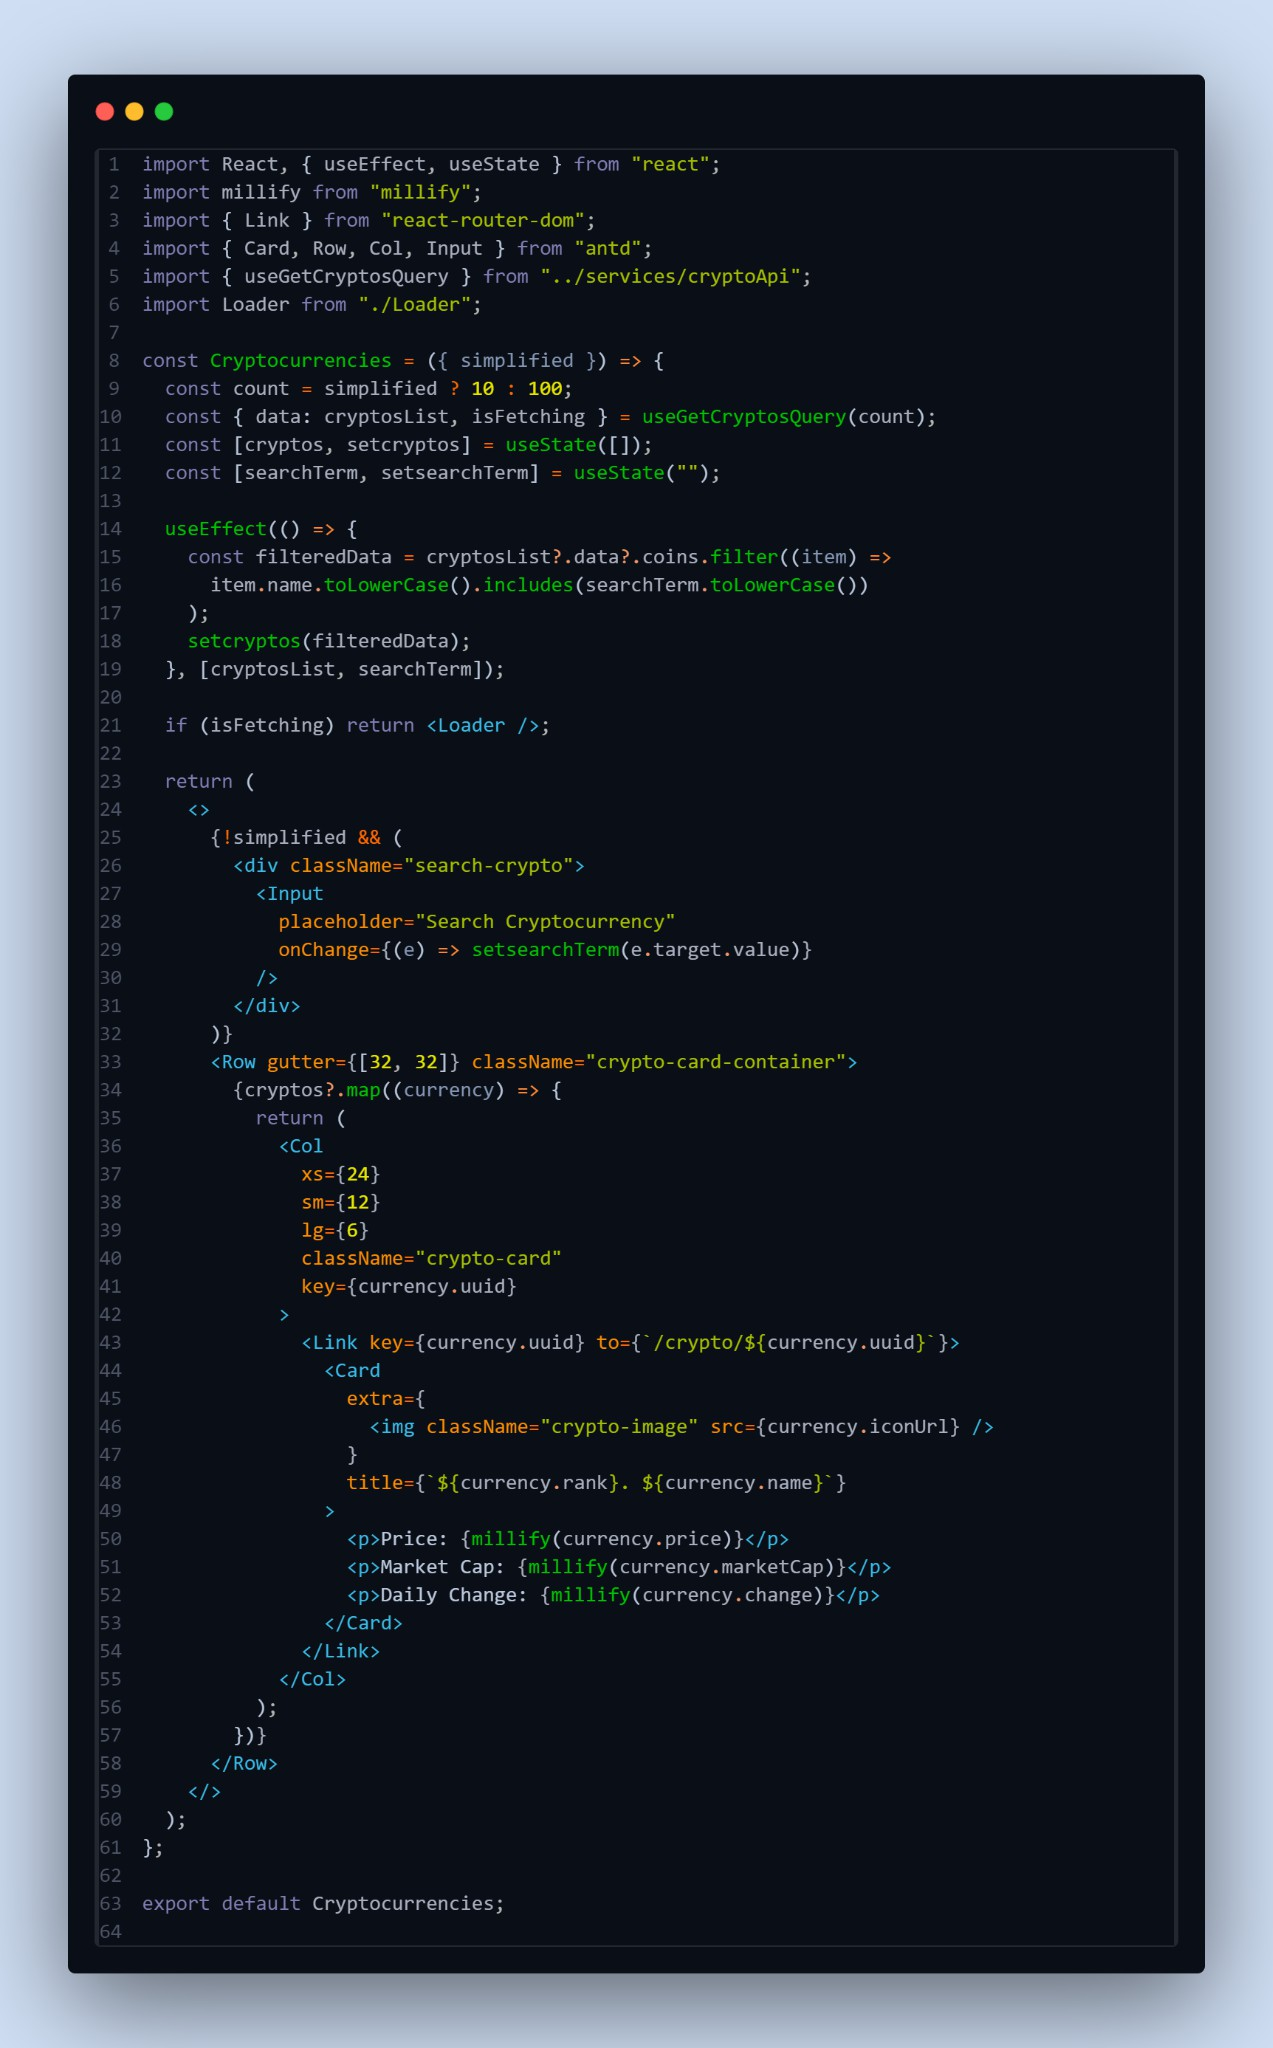 1 import React, { useEffect, useState } from "react";
2 import millify from "millify";
3 import { Link } from "react-router-dom";
4 import { Card, Row, Col, Input } from "antd";
5 import { useGetCryptosQuery } from "../services/cryptoApi";
6 import Loader from "./Loader";
7
8 const Cryptocurrencies = ({ simplified }) => {
9   const count = simplified ? 10 : 100;
10   const { data: cryptosList, isFetching } = useGetCryptosQuery(count);
11   const [cryptos, setcryptos] = useState([]);
12   const [searchTerm, setsearchTerm] = useState("");
13
14   useEffect(() => {
15     const filteredData = cryptosList?.data?.coins.filter((item) =>
16       item.name.toLowerCase().includes(searchTerm.toLowerCase())
17     );
18     setcryptos(filteredData);
19   }, [cryptosList, searchTerm]);
20
21   if (isFetching) return <Loader />;
22
23   return (
24     <>
25       {!simplified && (
26         <div className="search-crypto">
27           <Input
28             placeholder="Search Cryptocurrency"
29             onChange={(e) => setsearchTerm(e.target.value)}
30           />
31         </div>
32       )}
33       <Row gutter={[32, 32]} className="crypto-card-container">
34         {cryptos?.map((currency) => {
35           return (
36             <Col
37               xs={24}
38               sm={12}
39               lg={6}
40               className="crypto-card"
41               key={currency.uuid}
42             >
43               <Link key={currency.uuid} to={`/crypto/${currency.uuid}`}>
44                 <Card
45                   extra={
46                     <img className="crypto-image" src={currency.iconUrl} />
47                   }
48                   title={`${currency.rank}. ${currency.name}`}
49                 >
50                   <p>Price: {millify(currency.price)}</p>
51                   <p>Market Cap: {millify(currency.marketCap)}</p>
52                   <p>Daily Change: {millify(currency.change)}</p>
53                 </Card>
54               </Link>
55             </Col>
56           );
57         })}
58       </Row>
59     </>
60   );
61 };
62
63 export default Cryptocurrencies;
64